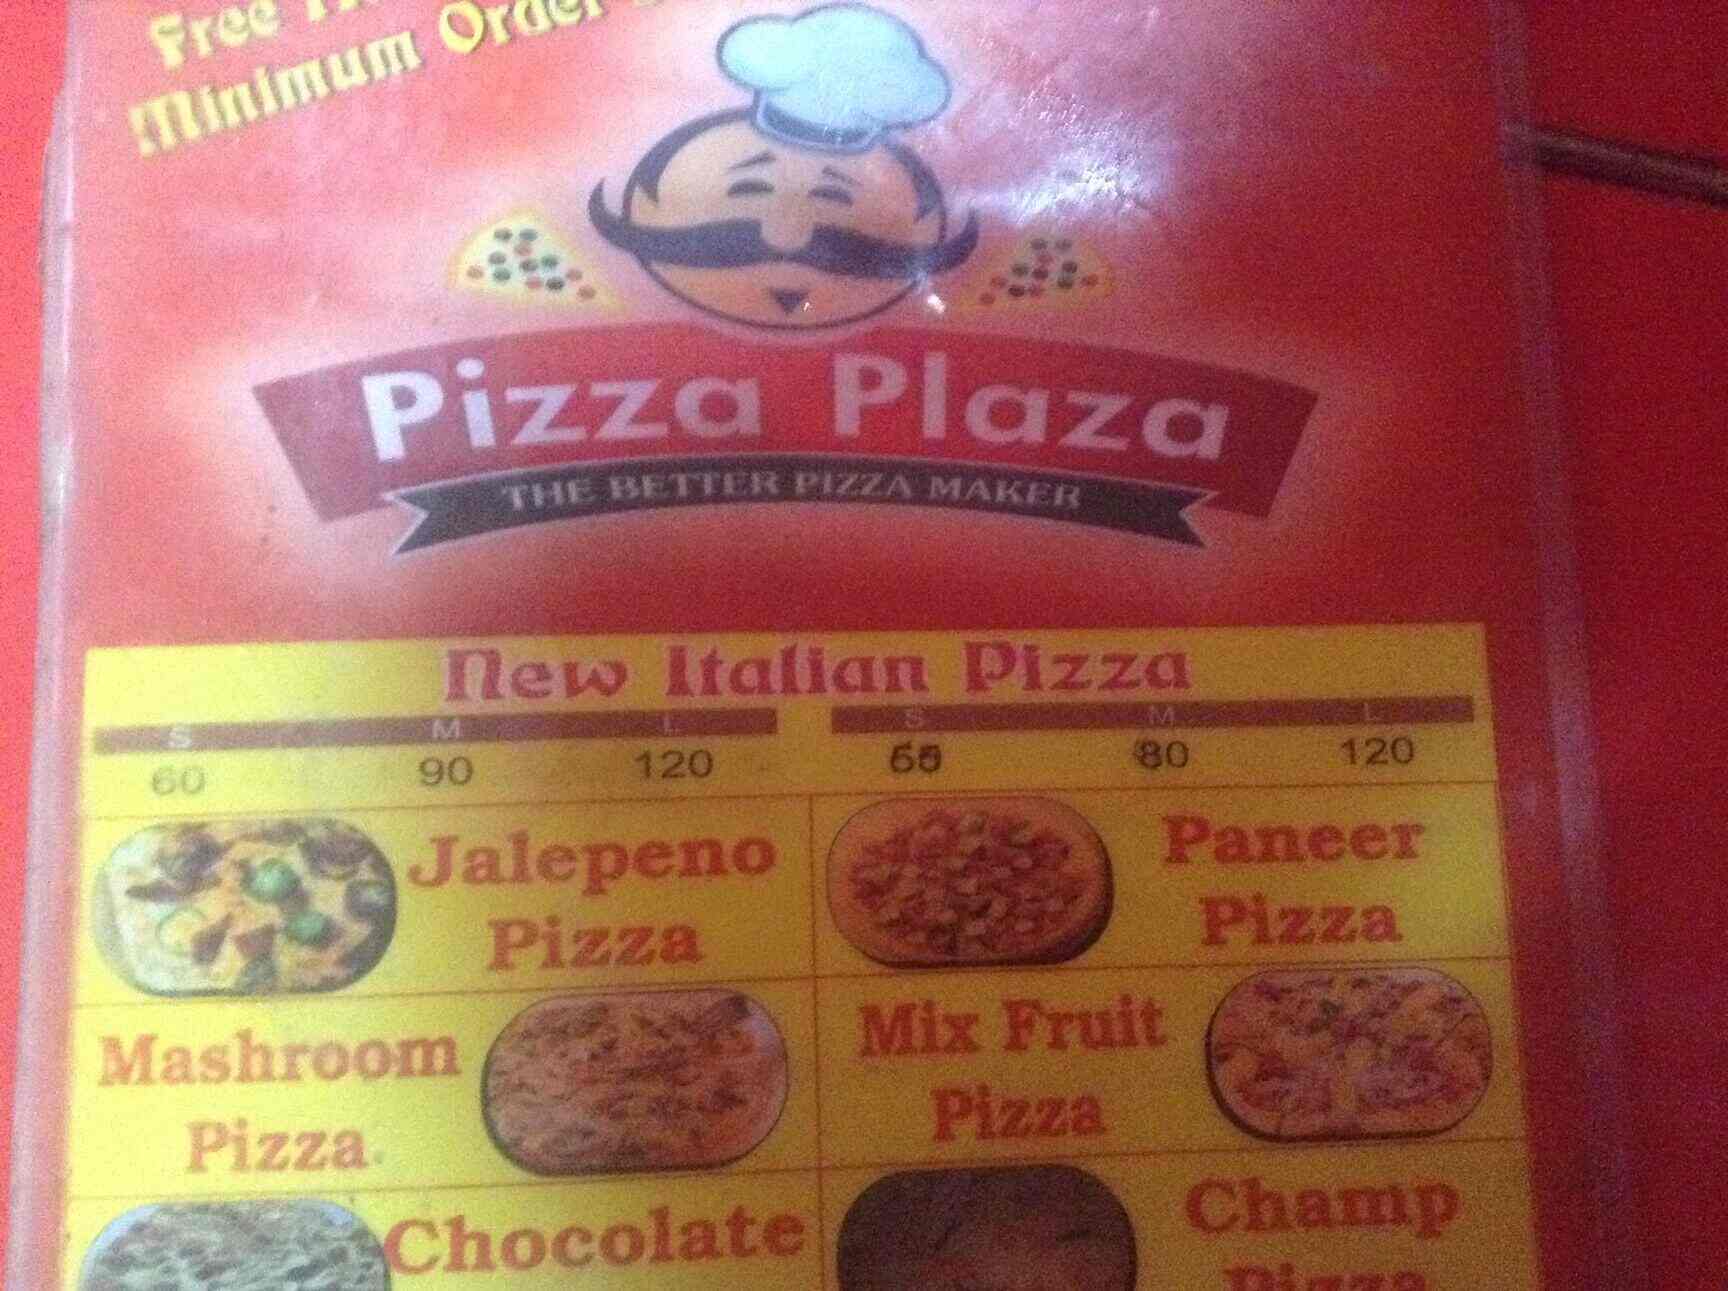 Free
Minimum Order
Pizza Plaza
THE BETTER PIZZA MAKER
New Italian Pizza
S M L S M L
60 90 120 80 120
Jalepeno
Pizza
Paneer
Pizza
Mashroom
Pizza
Mix Fruit
Pizza
Chocolate
Champ
Pizza